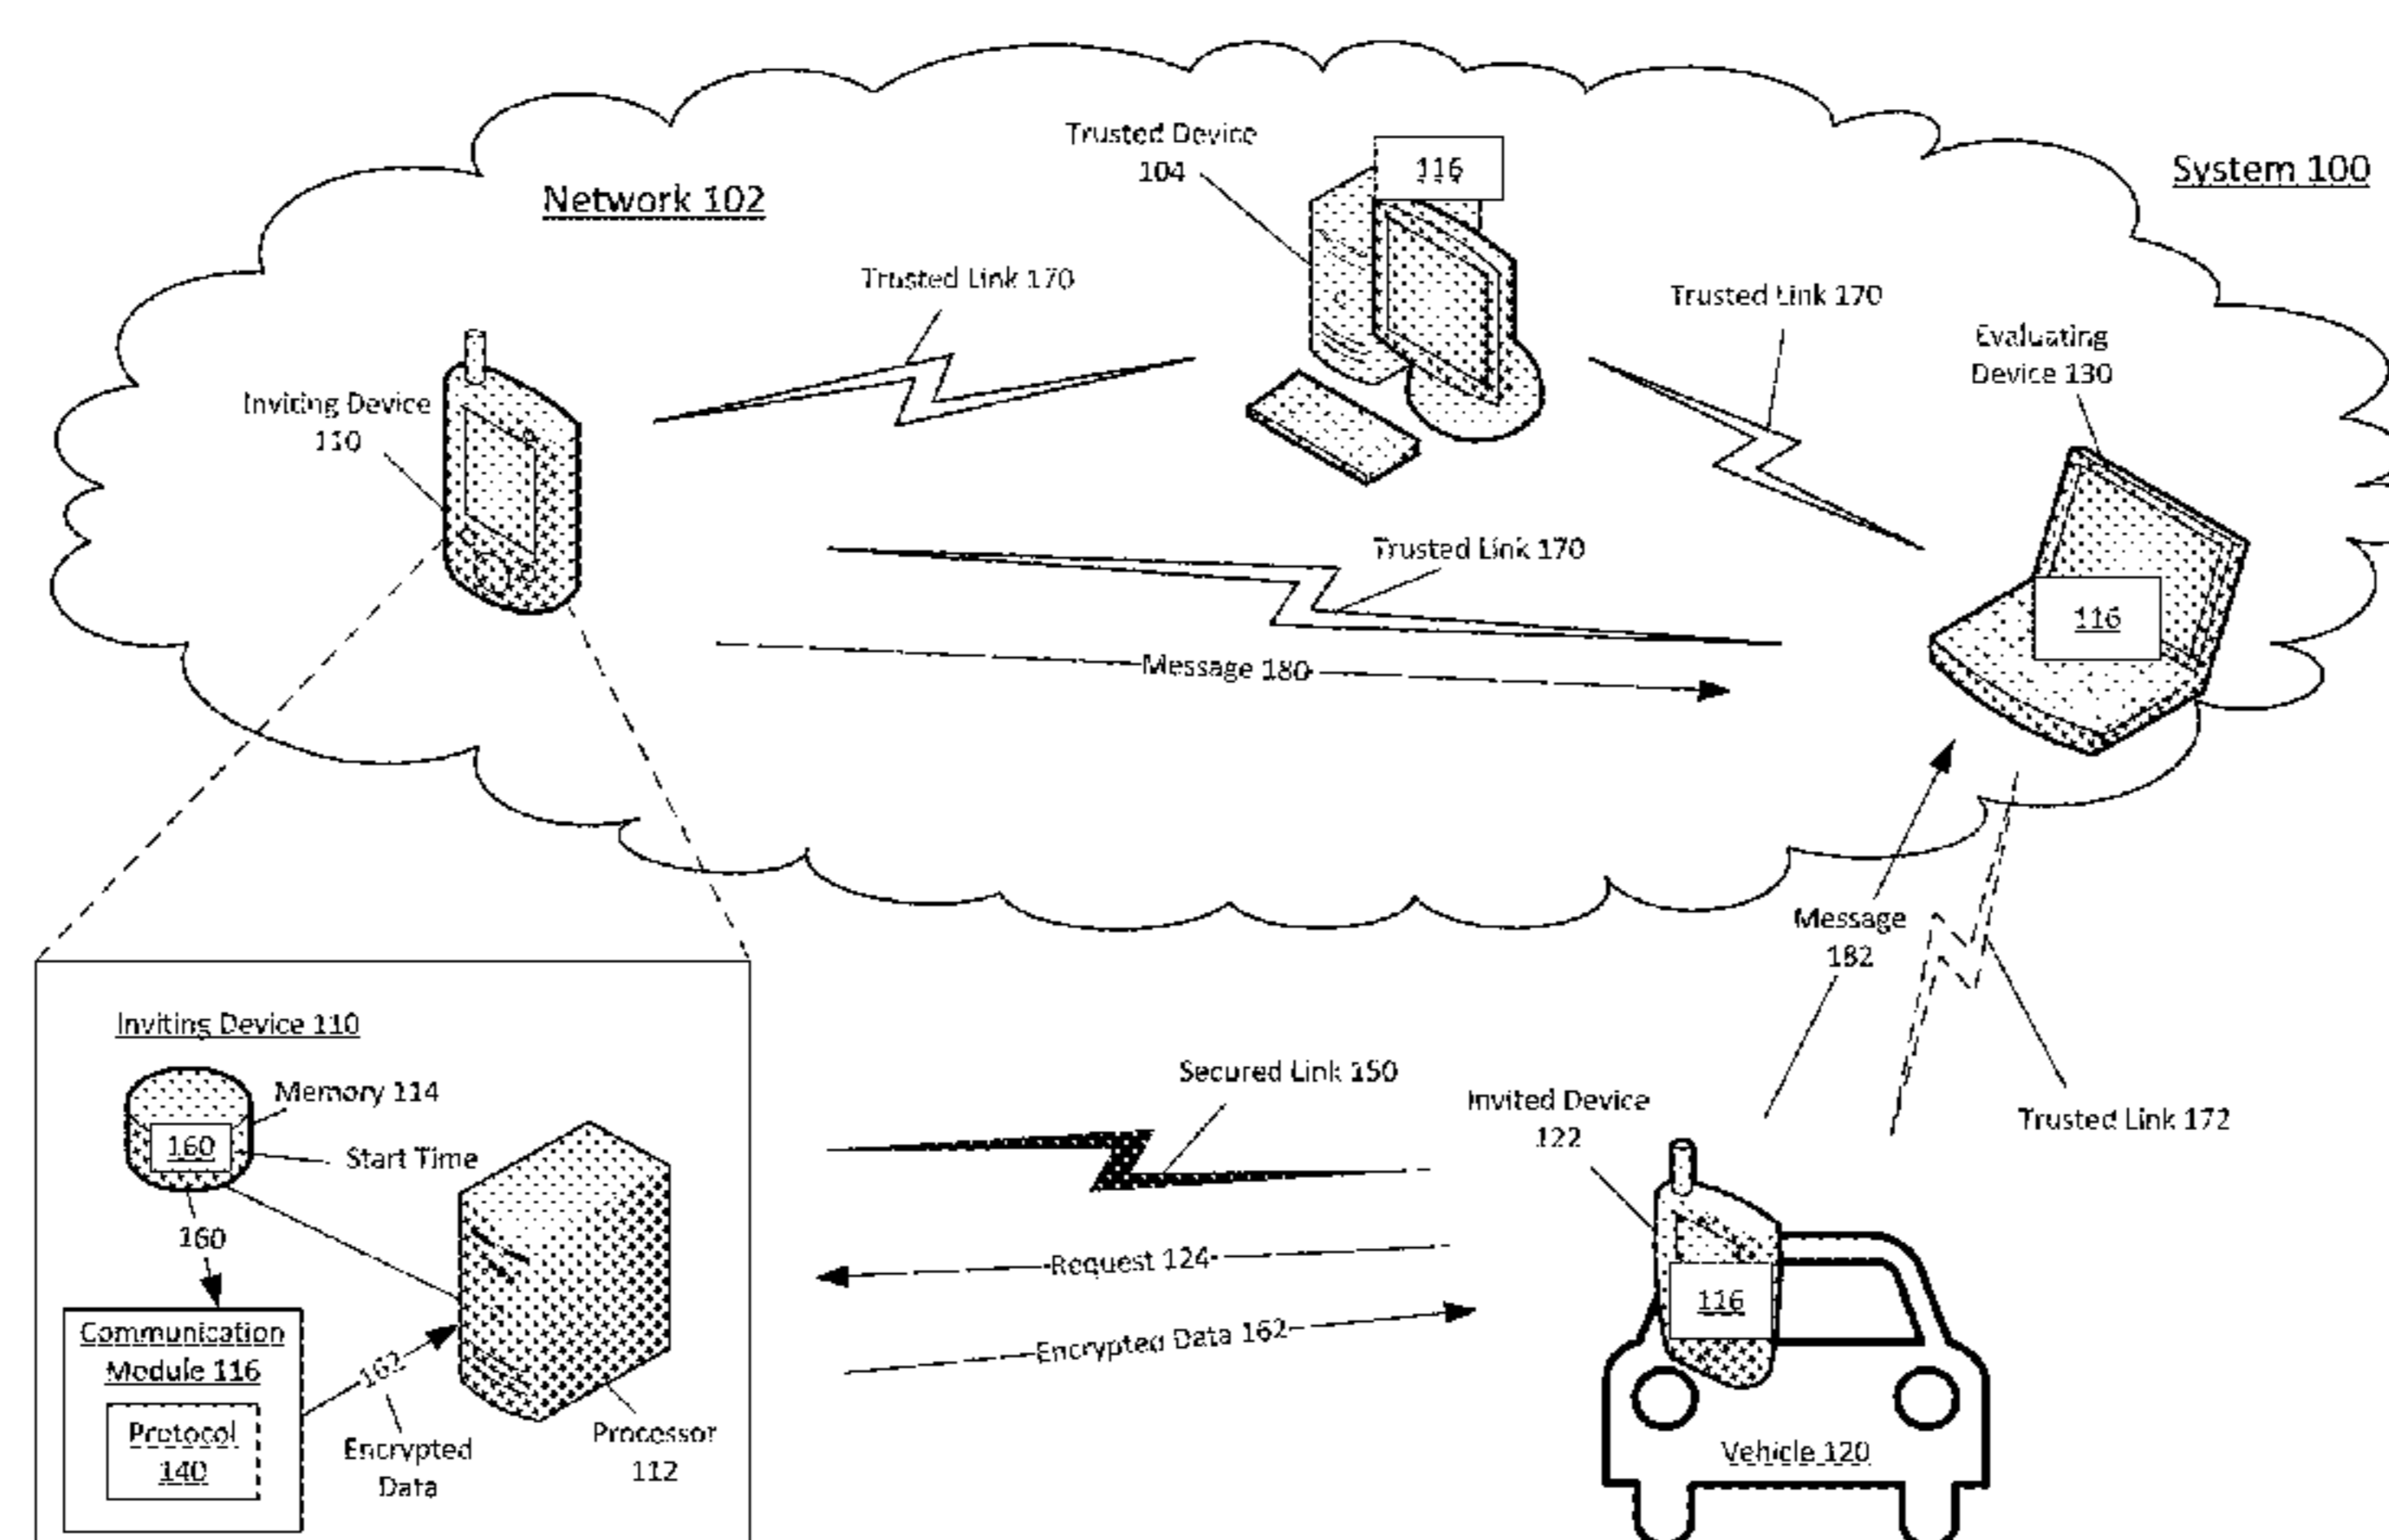 System 100
Network 102
Trusted Device
104
116
Trusted Link 170
Trusted Link 170
Evaluating
Device 130
Inviting Device
110
Trusted Link 170
116
Message 180
Message
182
Trusted Link 172
Inviting Device 110
Memory 114
160
Start Time
160
Communication
Module 116
Protocol
140
162
Encrypted
Data
Processor
112
Secured Link 150
Invited Device
122
Request 124
Encrypted Data 162
116
Vehicle 120